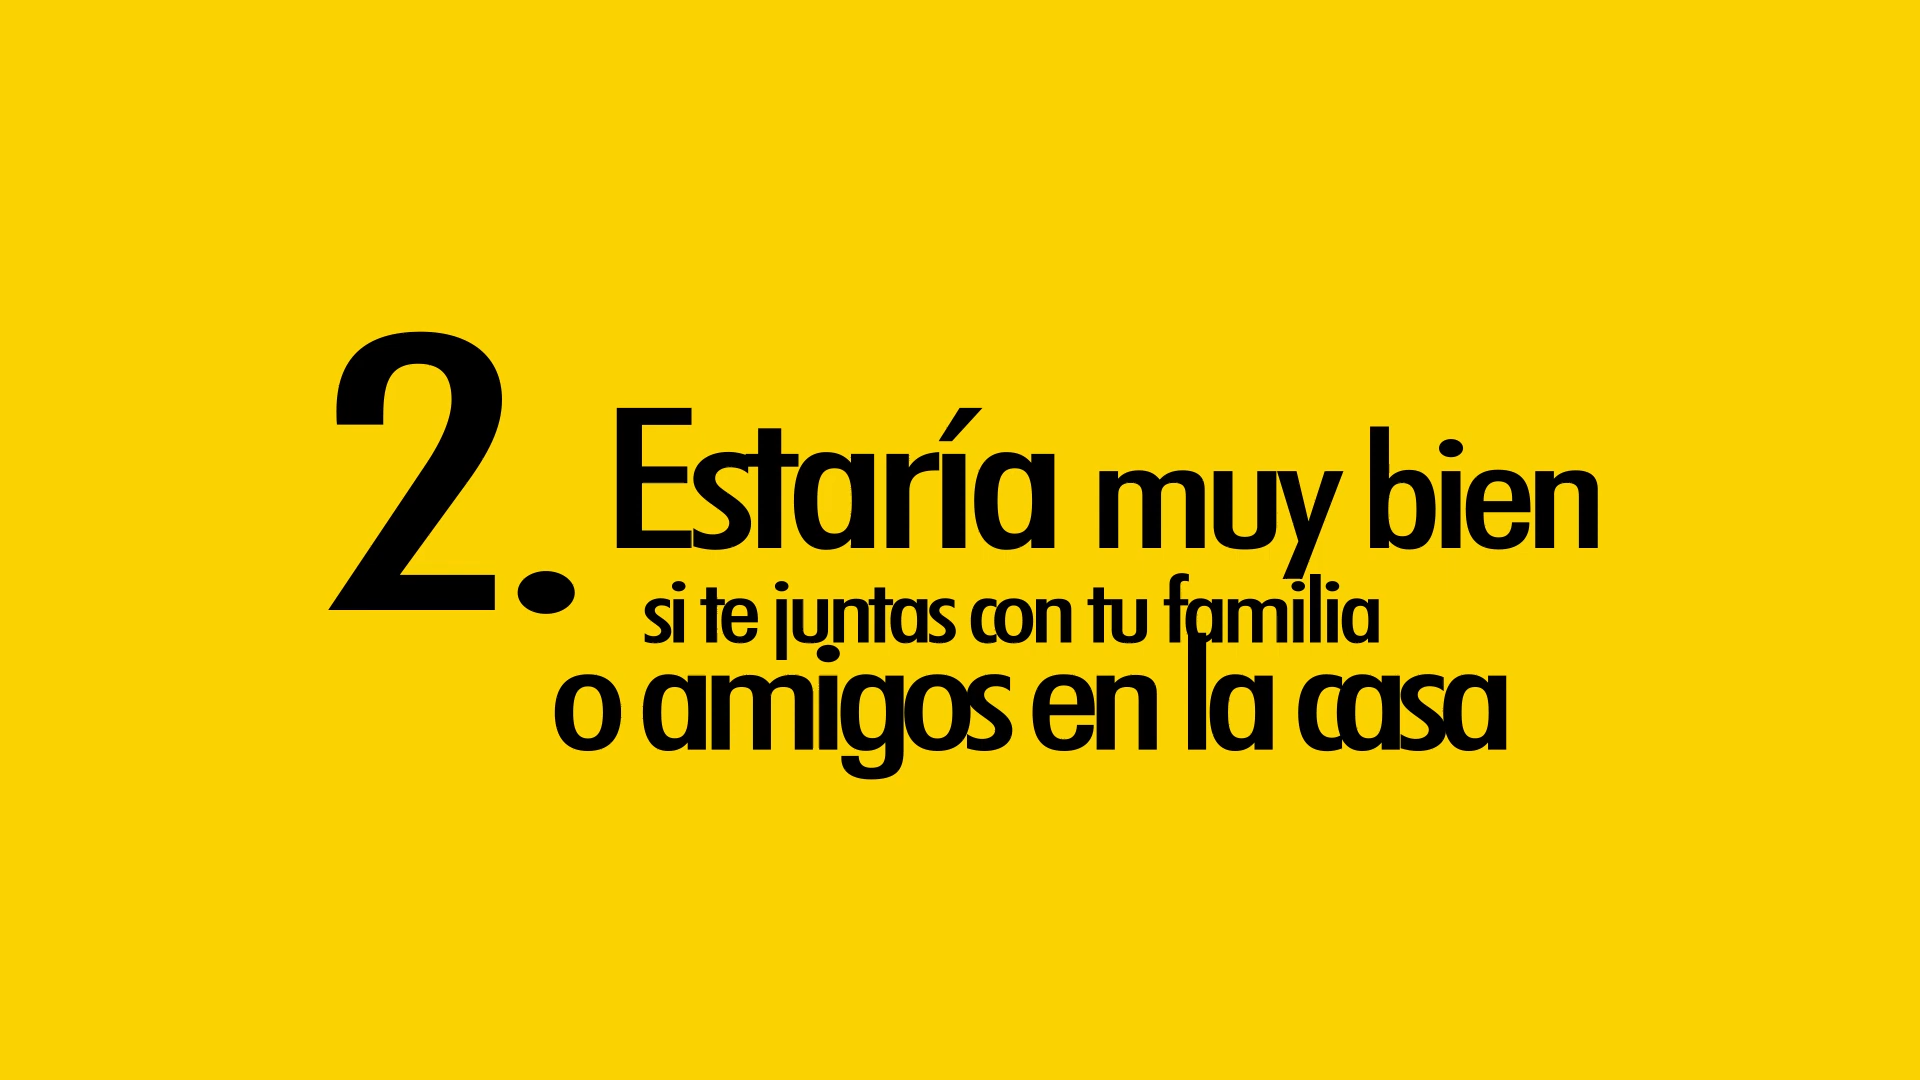 2. Estaría muy bien
si te juntas con tu familia
o amigos en la casa